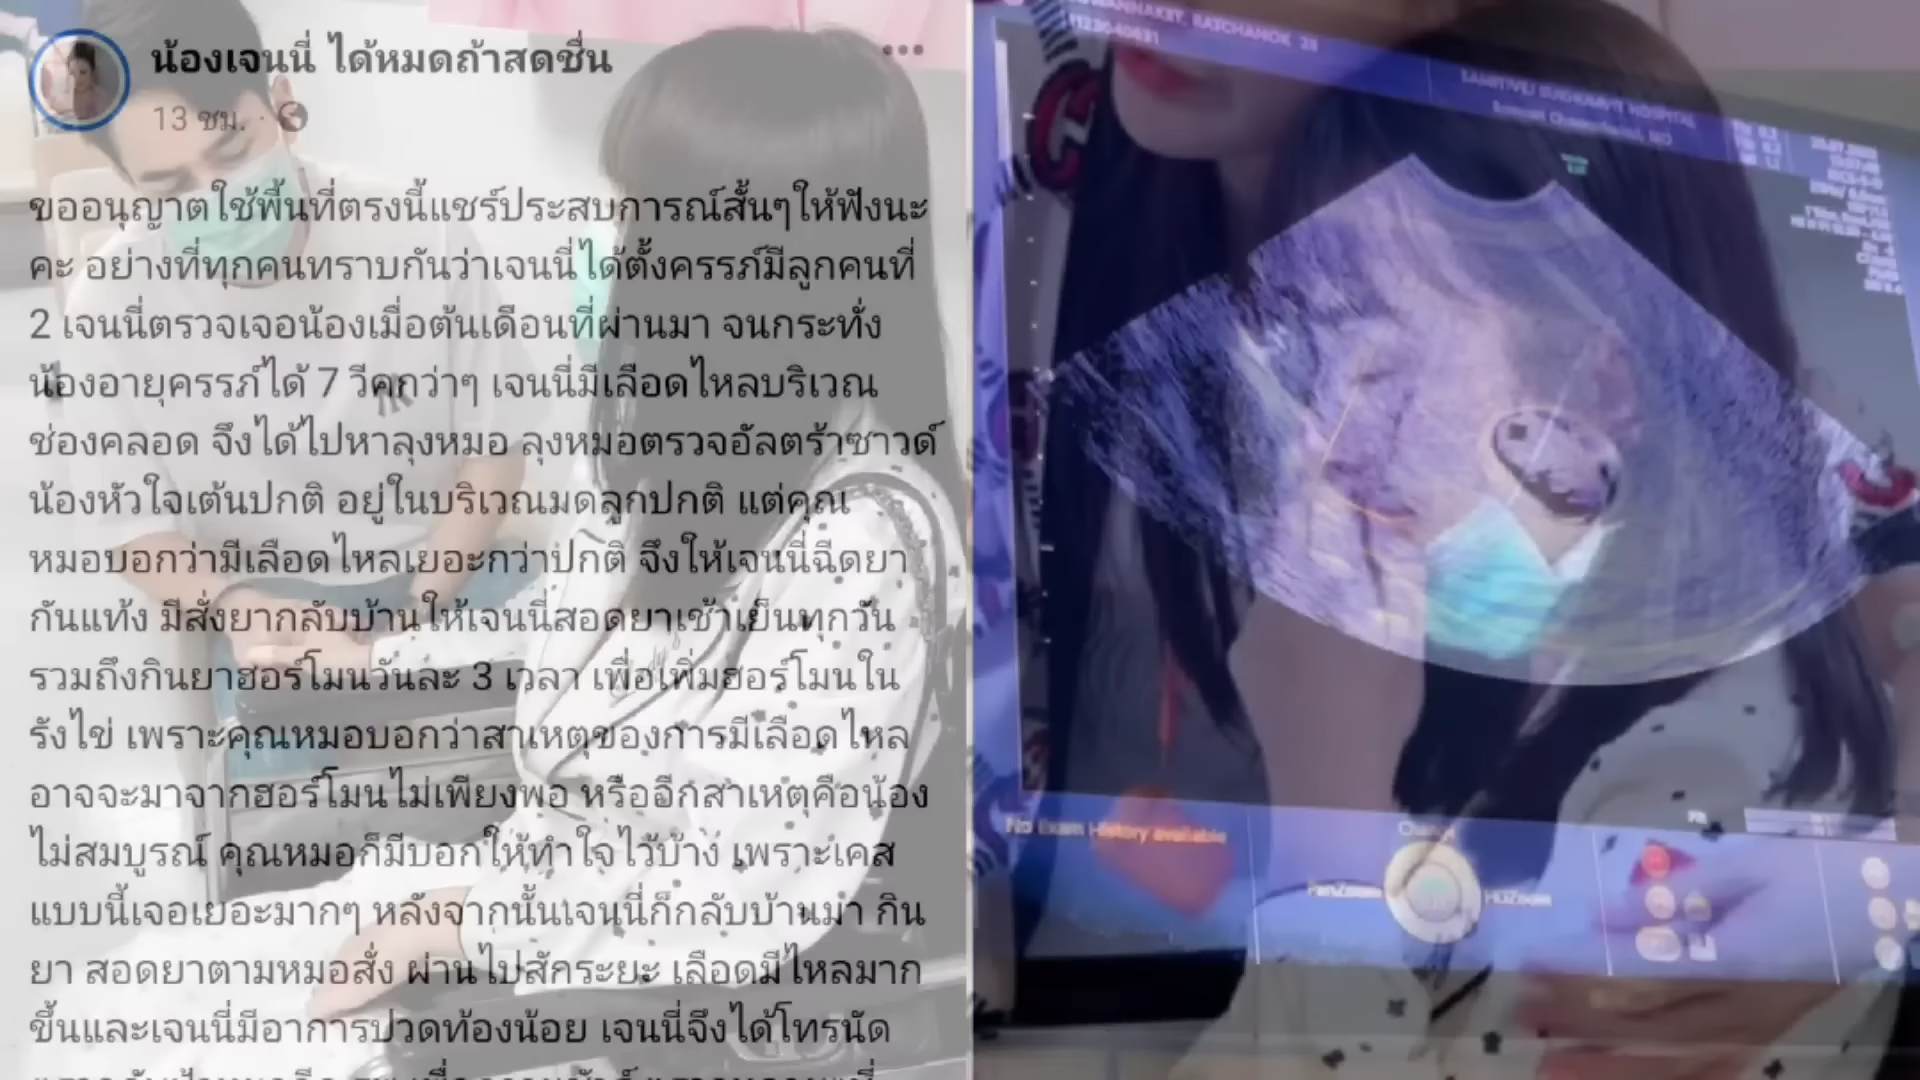 น้องเจนนี่ ได้หมดถ้าสดชื่น
13 ชม.
ขออนุญาตใช้พื้นที่ตรงนี้แชร์ประสบการณ์สั้นๆให้ฟังนะ
คะ อย่างที่ทุกคนทราบกันว่าเจนนี่ได้ตั้งครรภ์มีลูกคนที่
2 เจนนี่ตรวจเจอน้องเมื่อต้นเดือนที่ผ่านมา จนกระทั่ง
น้องอายุครรภ์ได้ 7 วีคกว่าๆ เจนนี่มีเลือดไหลบริเวณ
ช่องคลอด จึงได้ไปหาลุงหมอ ลุงหมอตรวจอัลตร้าซาวด์
น้องหัวใจเต้นปกติ อยู่ในบริเวณมดลูกปกติ แต่คุณ
หมอบอกว่ามีเลือดไหลเยอะกว่าปกติ จึงให้เจนนี่ฉีดยา
กันแท้ง มีสั่งยากลับบ้านให้เจนนี่สอดยาเช้าเย็นทุกวัน
รวมถึงกินยาฮอร์โมนวันละ 3 เวลา เพื่อเพิ่มฮอร์โมนใน
รังไข่ เพราะคุณหมอบอกว่าสาเหตุของการมีเลือดไหล
อาจจะมาจากฮอร์โมนไม่เพียงพอ หรืออีกสาเหตุคือน้อง
ไม่สมบูรณ์ คุณหมอก็มีบอกให้ทำใจไว้บ้าง เพราะเคส
แบบนี้เจอเยอะมากๆ หลังจากนั้นเจนนี่ก็กลับบ้านมา กิน
ยา สอดยาตามหมอสั่ง ผ่านไปสักระยะ เลือดมีไหลมาก
ขึ้นและเจนนี่มีอาการปวดท้องน้อย เจนนี่จึงได้โทรนัด
SUKHUMVIT HOSPITAL
No Exam History available
PanZoom
HDZoom